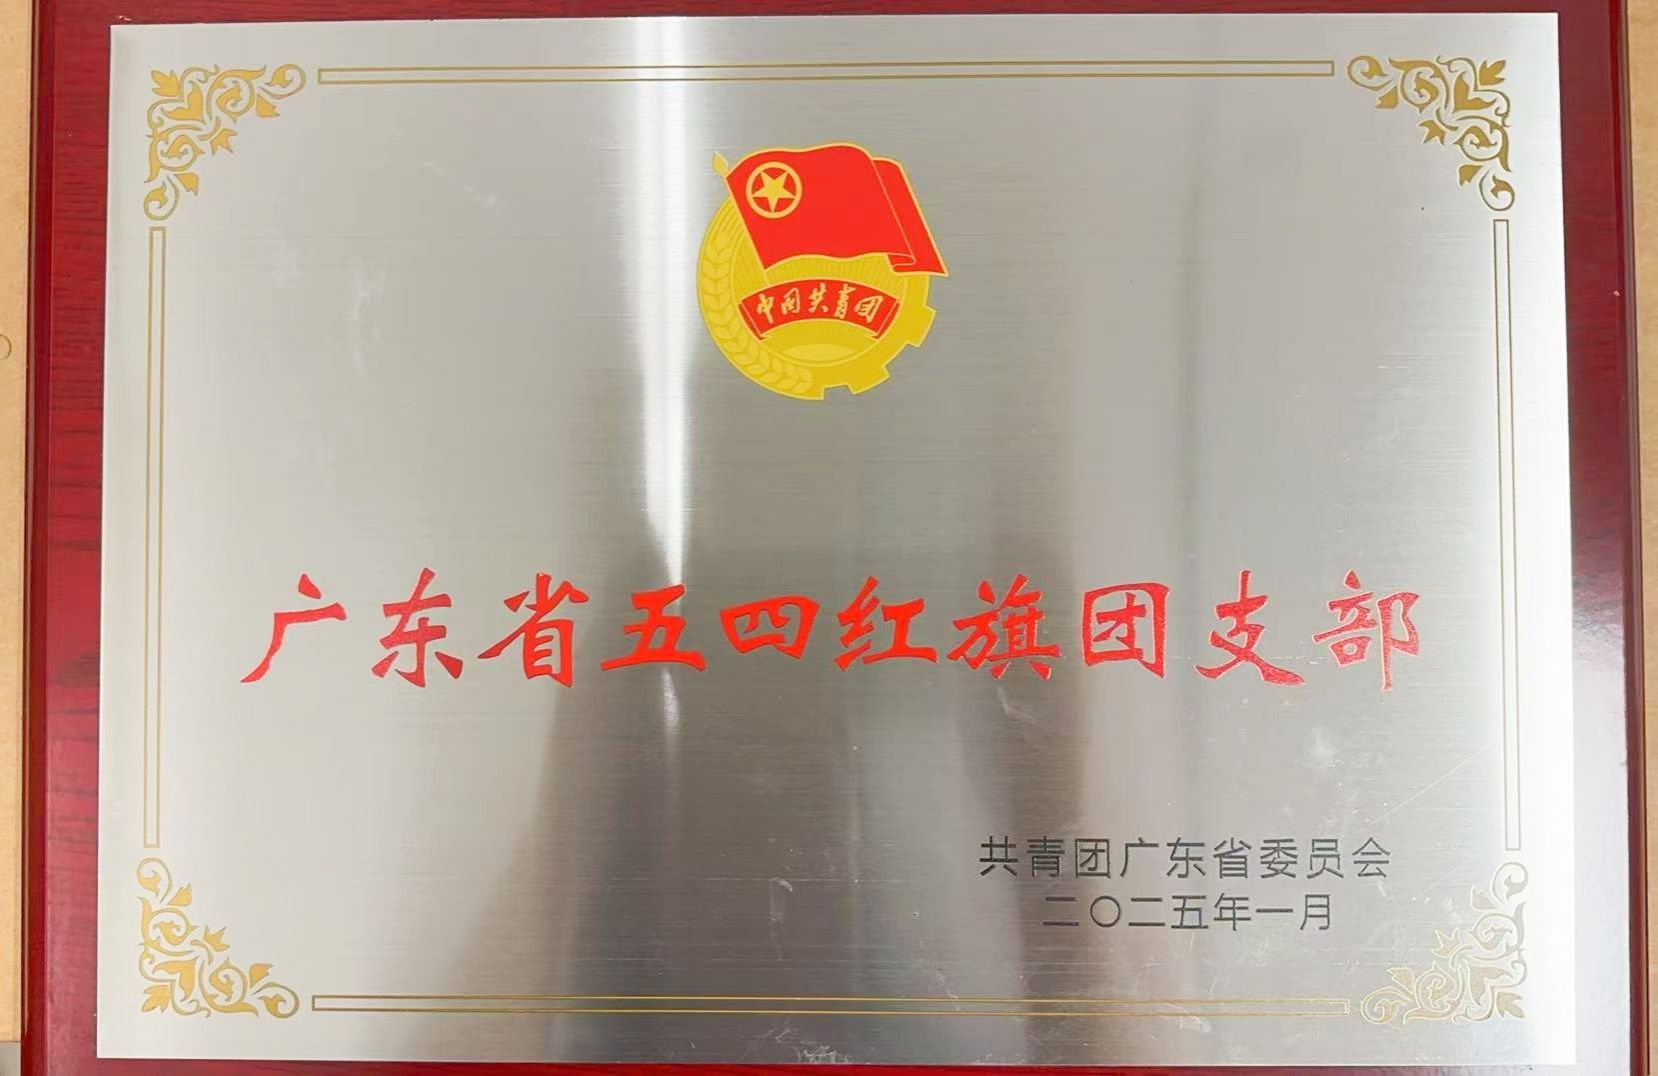 中国共青团
广东省五四红旗团支部
共青团广东省委员会
二〇二五年一月